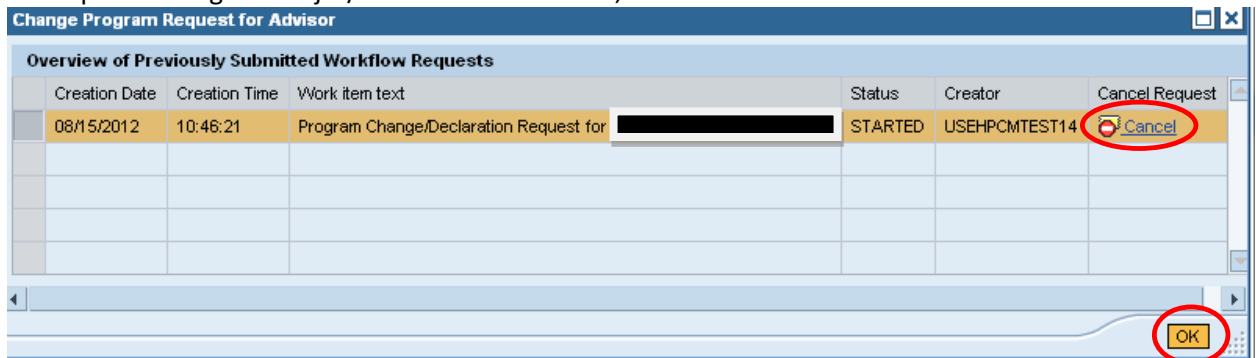 Change Program Request for Advisor
Overview of Previously Submitted Workflow Requests
Creation Date Creation Time Work item text Status Creator Cancel Request
08/15/2012 10:46:21 Program Change/Declaration Request for STARTED USEHPCMTEST14 Cancel
OK